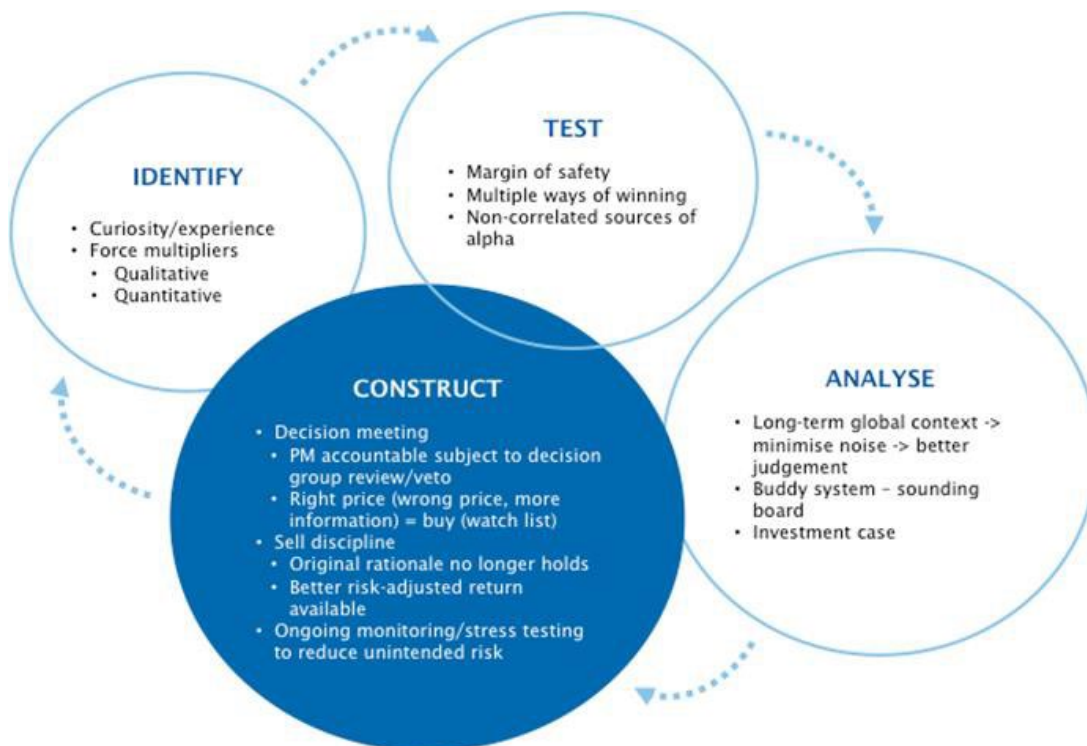 IDENTIFY
• Curiosity/experience
• Force multipliers
• Qualitative
• Quantitative
TEST
• Margin of safety
• Multiple ways of winning
• Non-correlated sources of
alpha
ANALYSE
• Long-term global context ->
minimise noise -> better
judgement
• Buddy system – sounding
board
• Investment case
CONSTRUCT
• Decision meeting
• PM accountable subject to decision
group review/veto
• Right price (wrong price, more
information) = buy (watch list)
• Sell discipline
• Original rationale no longer holds
• Better risk-adjusted return
available
• Ongoing monitoring/stress testing
to reduce unintended risk